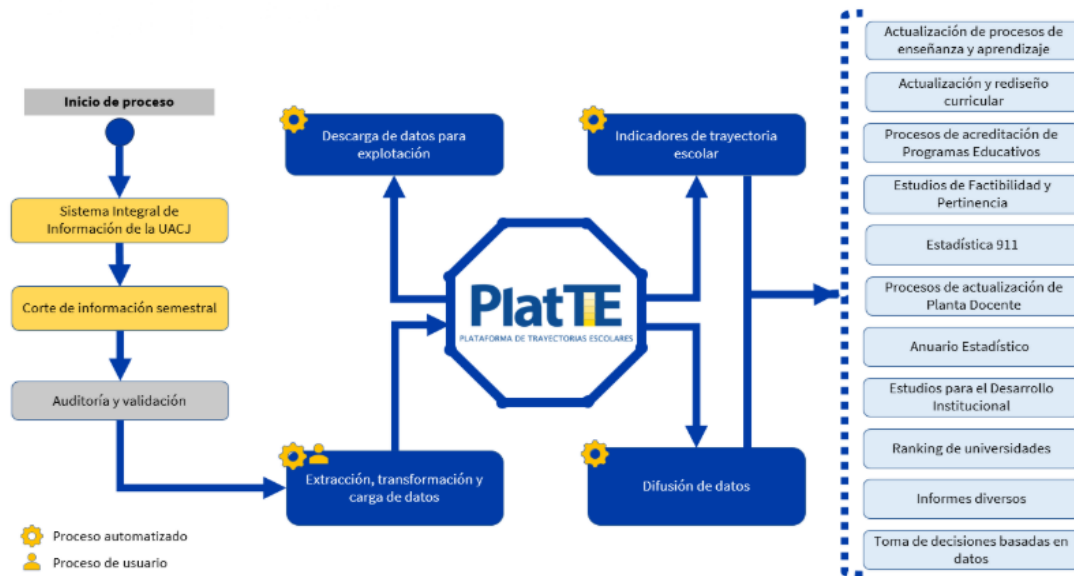 Inicio de proceso
Sistema Integral de
Información de la UACJ
Corte de información semestral
Auditoría y validación
Proceso automatizado
Proceso de usuario
Descarga de datos para
explotación
PlatTE
PLATAFORMA DE TRAYECTORIAS ESCOLARES
Extracción, transformación y
carga de datos
Indicadores de trayectoria
escolar
Difusión de datos
Actualización de procesos de
enseñanza y aprendizaje
Actualización y rediseño
curricular
Procesos de acreditación de
Programas Educativos
Estudios de Factibilidad y
Pertinencia
Estadística 911
Procesos de actualización de
Planta Docente
Anuario Estadístico
Estudios para el Desarrollo
Institucional
Ranking de universidades
Informes diversos
Toma de decisiones basadas en
datos